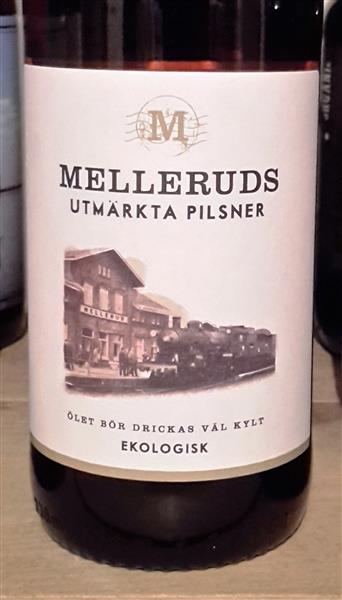 M
MELLERUDS
UTMÄRKTA PILSNER
MELLERUD
ÖLET BÖR DRICKAS VÄL KYLT
EKOLOGISK